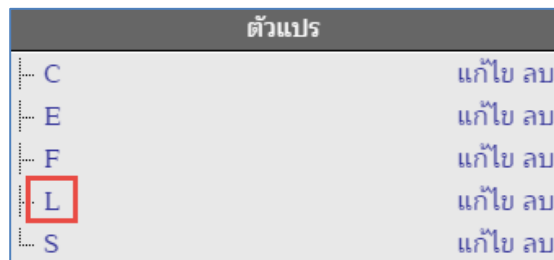 ตัวแปร
C แก้ไข ลบ
E แก้ไข ลบ
F แก้ไข ลบ
L แก้ไข ลบ
S แก้ไข ลบ